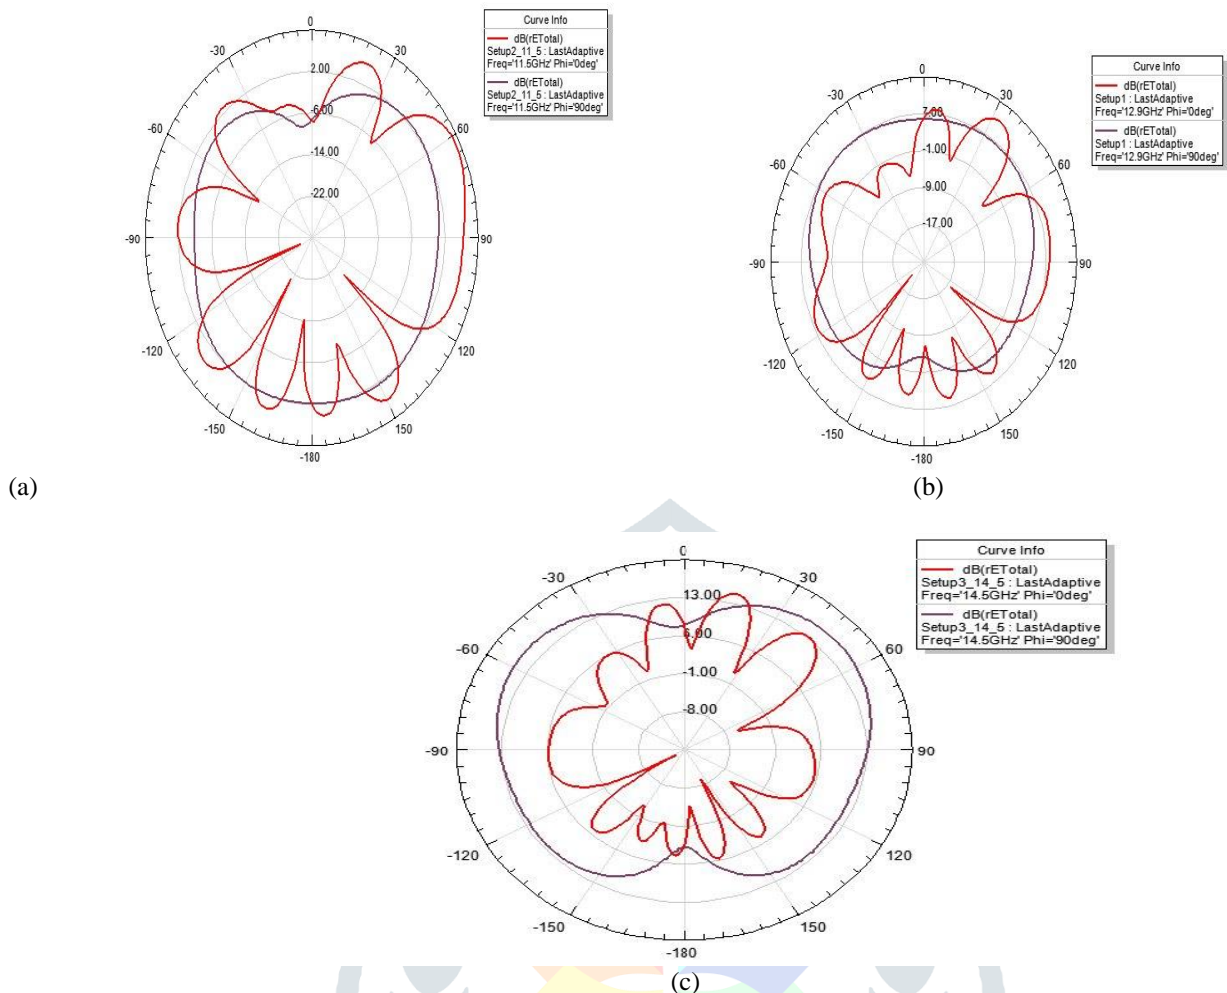 0
-30
30
2.00
-6.00
-60
60
-14.00
-22.00
-90
90
-120
120
-150
150
-180
Curve Info
dB(rETotal)
Setup2_11_5 : LastAdaptive
Freq='11.5GHz' Phi='0deg'
dB(rETotal)
Setup2_11_5 : LastAdaptive
Freq='11.5GHz' Phi='90deg'
(a)
0
-30
30
7.00
-1.00
-60
60
-9.00
-17.00
-90
90
-120
120
-150
150
-180
Curve Info
dB(rETotal)
Setup1 : LastAdaptive
Freq='12.9GHz' Phi='0deg'
dB(rETotal)
Setup1 : LastAdaptive
Freq='12.9GHz' Phi='90deg'
(b)
0
-30
30
13.00
6.00
-60
60
-1.00
-8.00
-90
90
-120
120
-150
150
-180
Curve Info
dB(rETotal)
Setup3_14_5 : LastAdaptive
Freq='14.5GHz' Phi='0deg'
dB(rETotal)
Setup3_14_5 : LastAdaptive
Freq='14.5GHz' Phi='90deg'
(c)